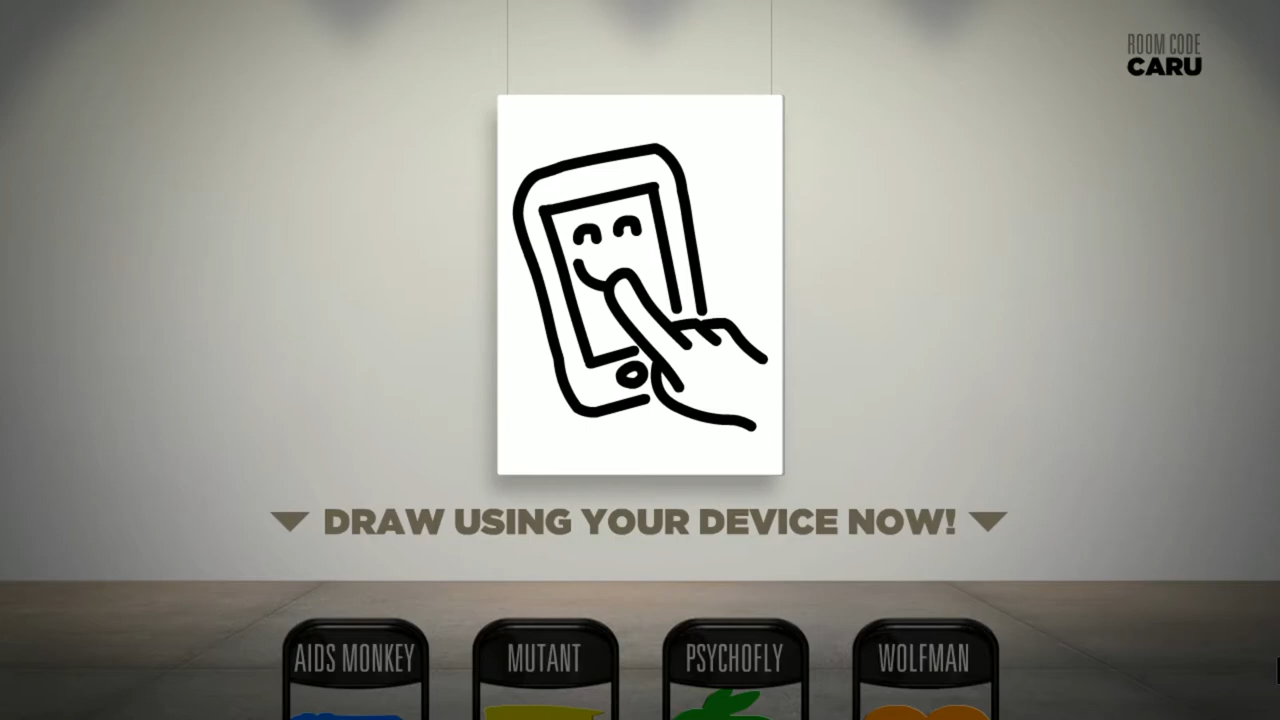 ROOM CODE
CARU
DRAW USING YOUR DEVICE NOW!
AIDS MONKEY
MUTANT
PSYCHOFLY
WOLFMAN